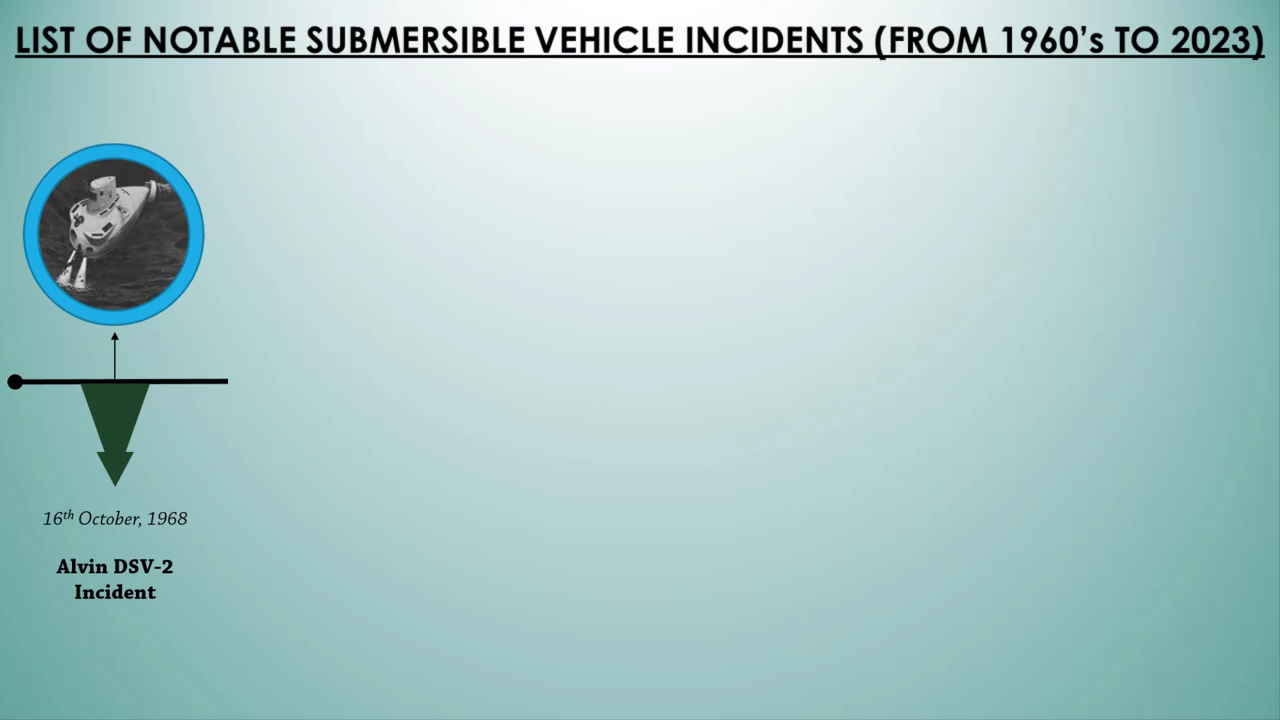 LIST OF NOTABLE SUBMERSIBLE VEHICLE INCIDENTS (FROM 1960’s TO 2023)
16th October, 1968
Alvin DSV-2
Incident